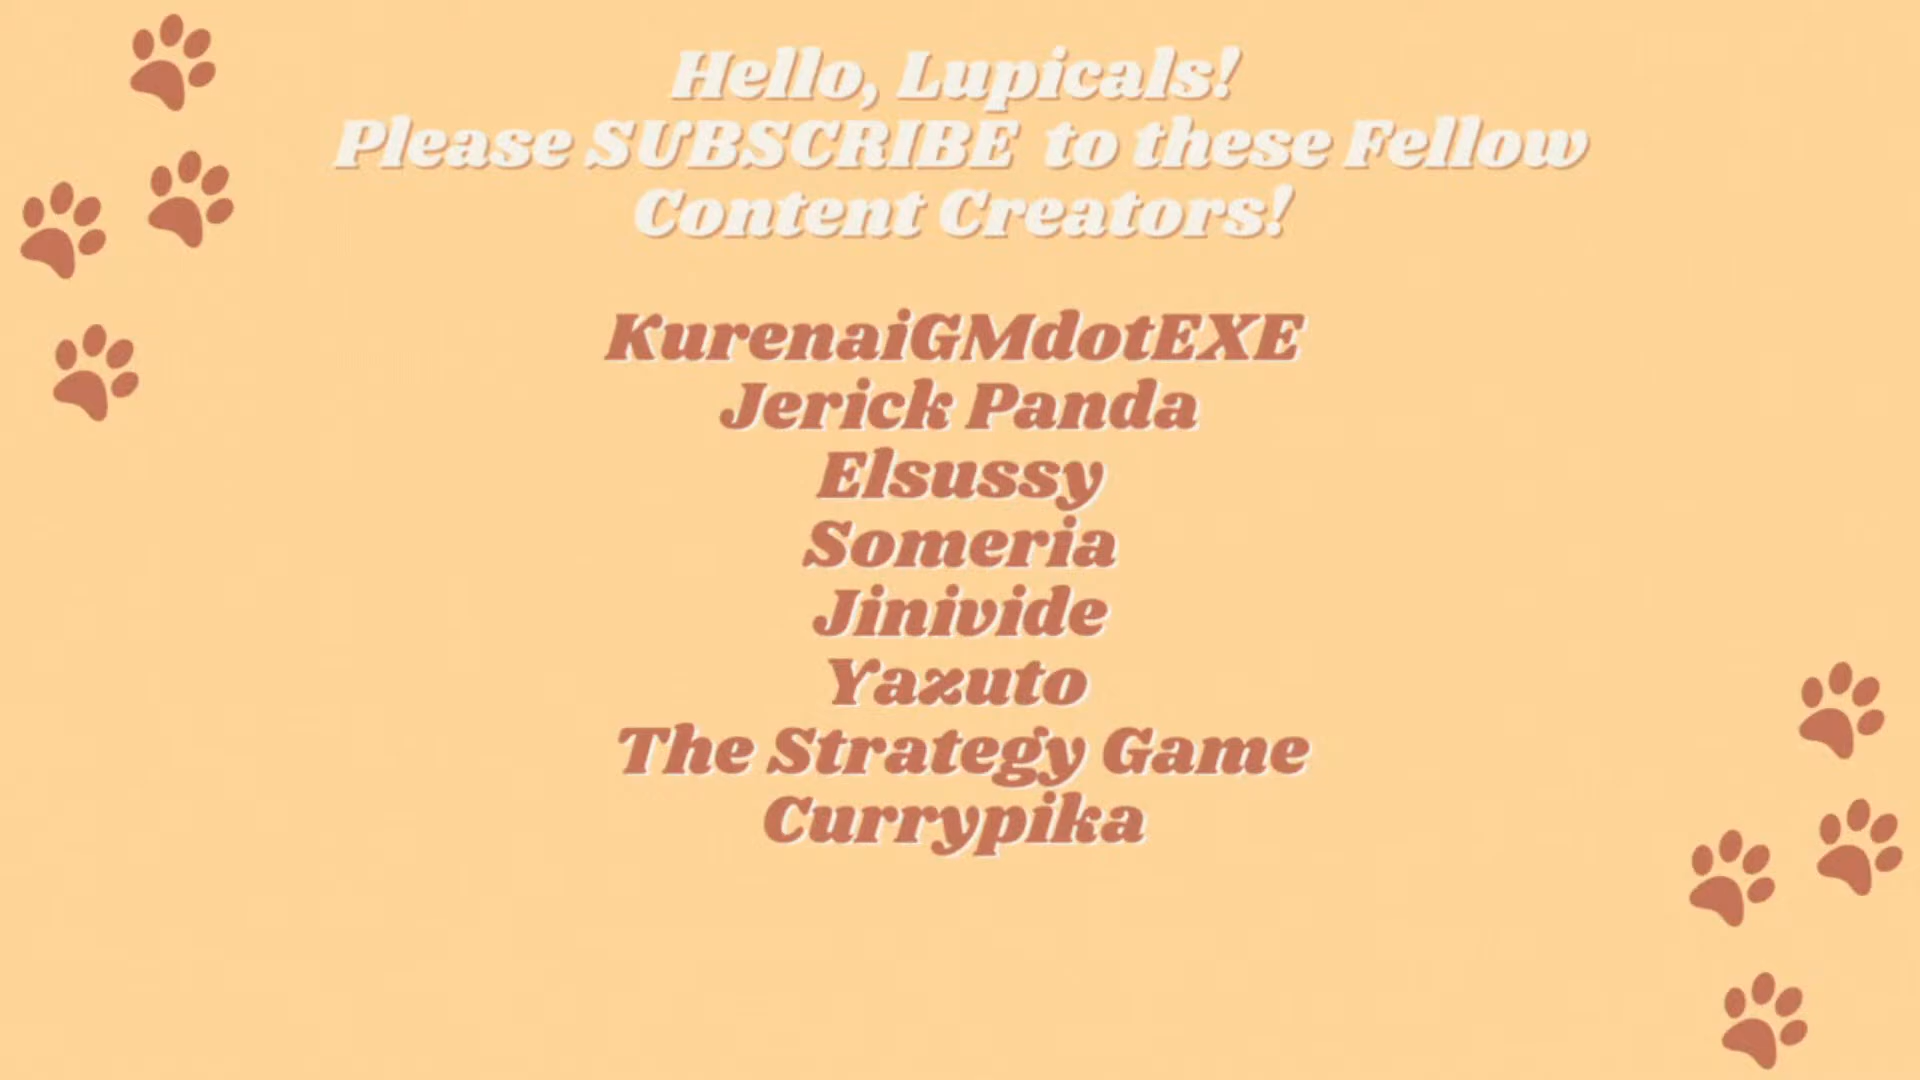 Hello, Lupicals!
Please SUBSCRIBE to these Fellow
Content Creators!
KurenaiGMdotEXE
Jerick Panda
Elsussy
Someria
Jinivide
Yazuto
The Strategy Game
Currypika